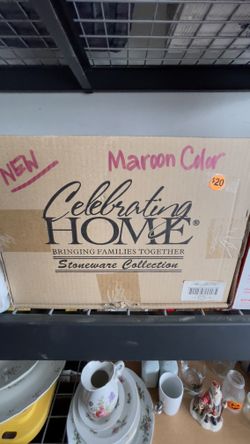 NEW
Maroon Color
$20
Celebrating
HOME®
BRINGING FAMILIES TOGETHER
Stoneware Collection